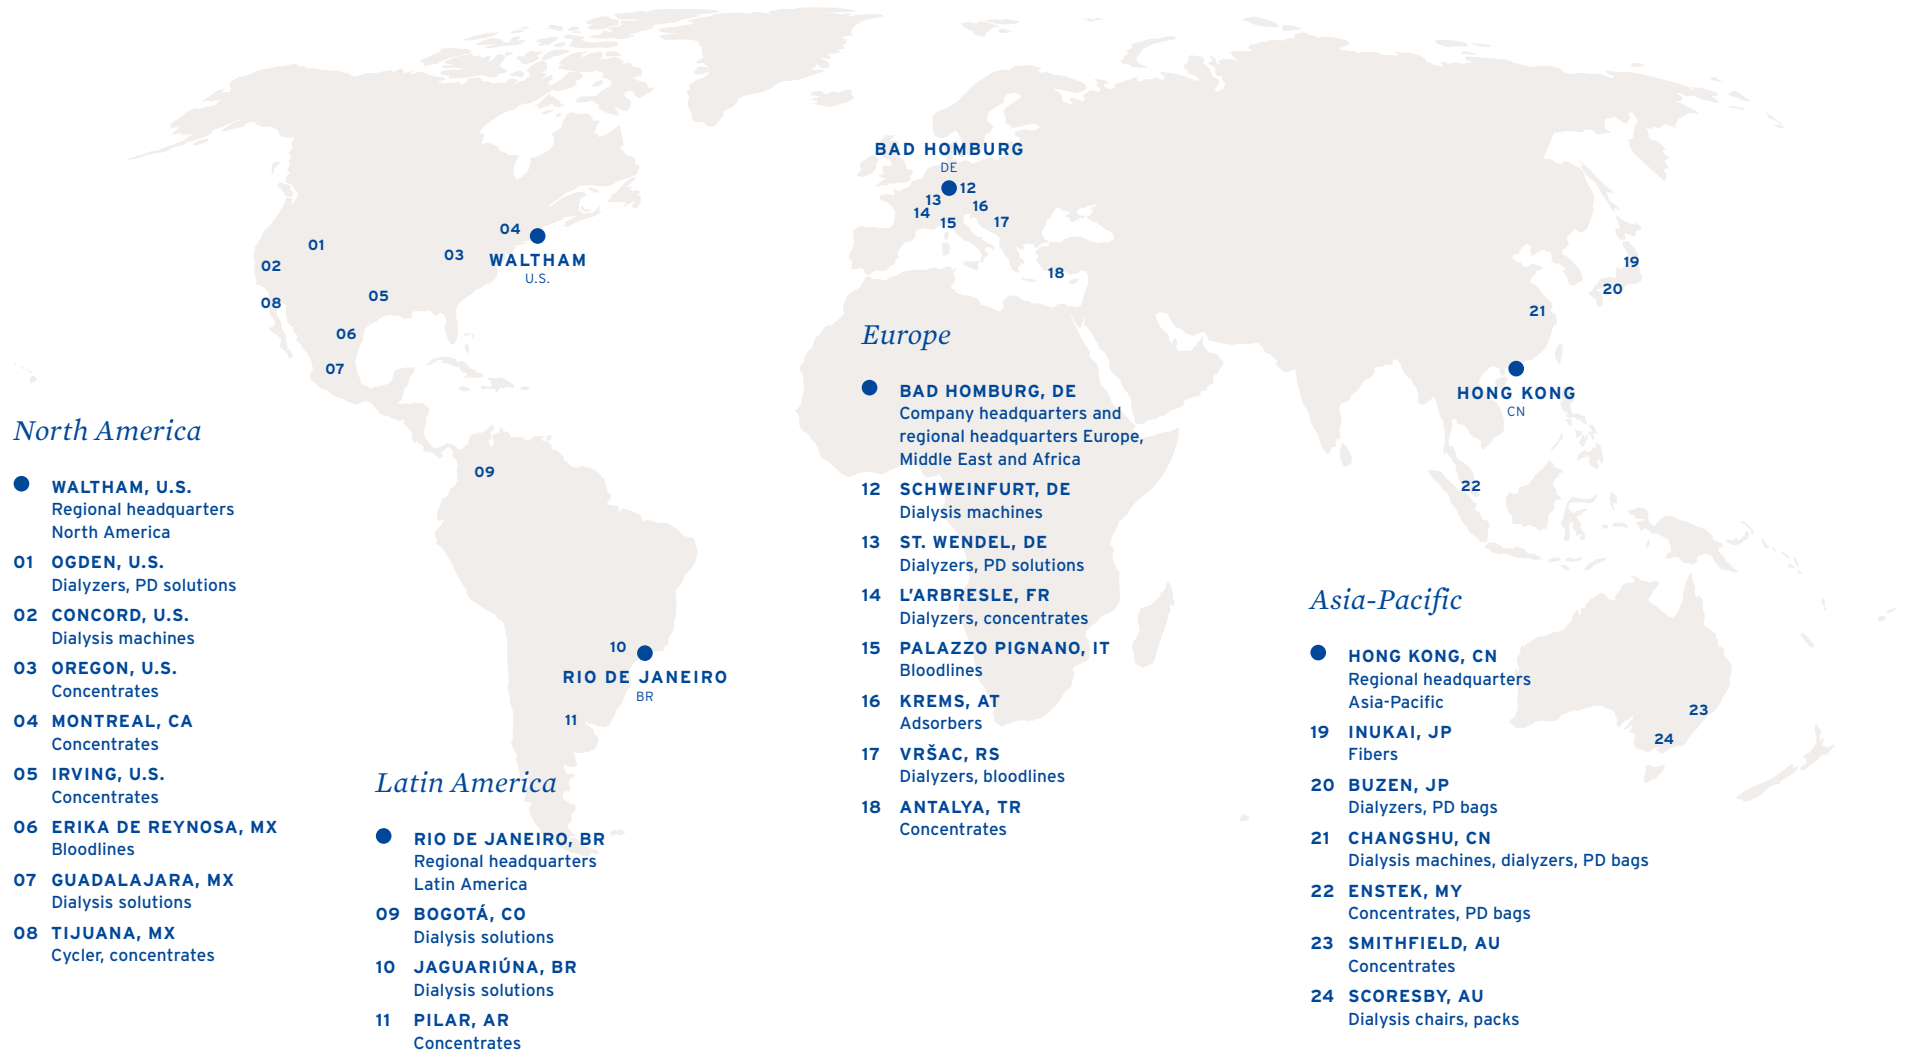 BAD HOMBURG
DE
12
13
16
14
15
17
18
04
WALTHAM
U.S.
01
03
02
05
08
06
07
19
20
21
HONG KONG
CN
22
09
10
RIO DE JANEIRO
BR
11
23
24
North America
WALTHAM, U.S.
Regional headquarters
North America
01 OGDEN, U.S.
Dialyzers, PD solutions
02 CONCORD, U.S.
Dialysis machines
03 OREGON, U.S.
Concentrates
04 MONTREAL, CA
Concentrates
05 IRVING, U.S.
Concentrates
06 ERIKA DE REYNOSA, MX
Bloodlines
07 GUADALAJARA, MX
Dialysis solutions
08 TIJUANA, MX
Cycler, concentrates
Latin America
RIO DE JANEIRO, BR
Regional headquarters
Latin America
09 BOGOTÁ, CO
Dialysis solutions
10 JAGUARIÚNA, BR
Dialysis solutions
11 PILAR, AR
Concentrates
Europe
BAD HOMBURG, DE
Company headquarters and
regional headquarters Europe,
Middle East and Africa
12 SCHWEINFURT, DE
Dialysis machines
13 ST. WENDEL, DE
Dialyzers, PD solutions
14 L’ARBRESLE, FR
Dialyzers, concentrates
15 PALAZZO PIGNANO, IT
Bloodlines
16 KREMS, AT
Adsorbers
17 VRŠAC, RS
Dialyzers, bloodlines
18 ANTALYA, TR
Concentrates
Asia-Pacific
HONG KONG, CN
Regional headquarters
Asia-Pacific
19 INUKAI, JP
Fibers
20 BUZEN, JP
Dialyzers, PD bags
21 CHANGSHU, CN
Dialysis machines, dialyzers, PD bags
22 ENSTEK, MY
Concentrates, PD bags
23 SMITHFIELD, AU
Concentrates
24 SCORESBY, AU
Dialysis chairs, packs